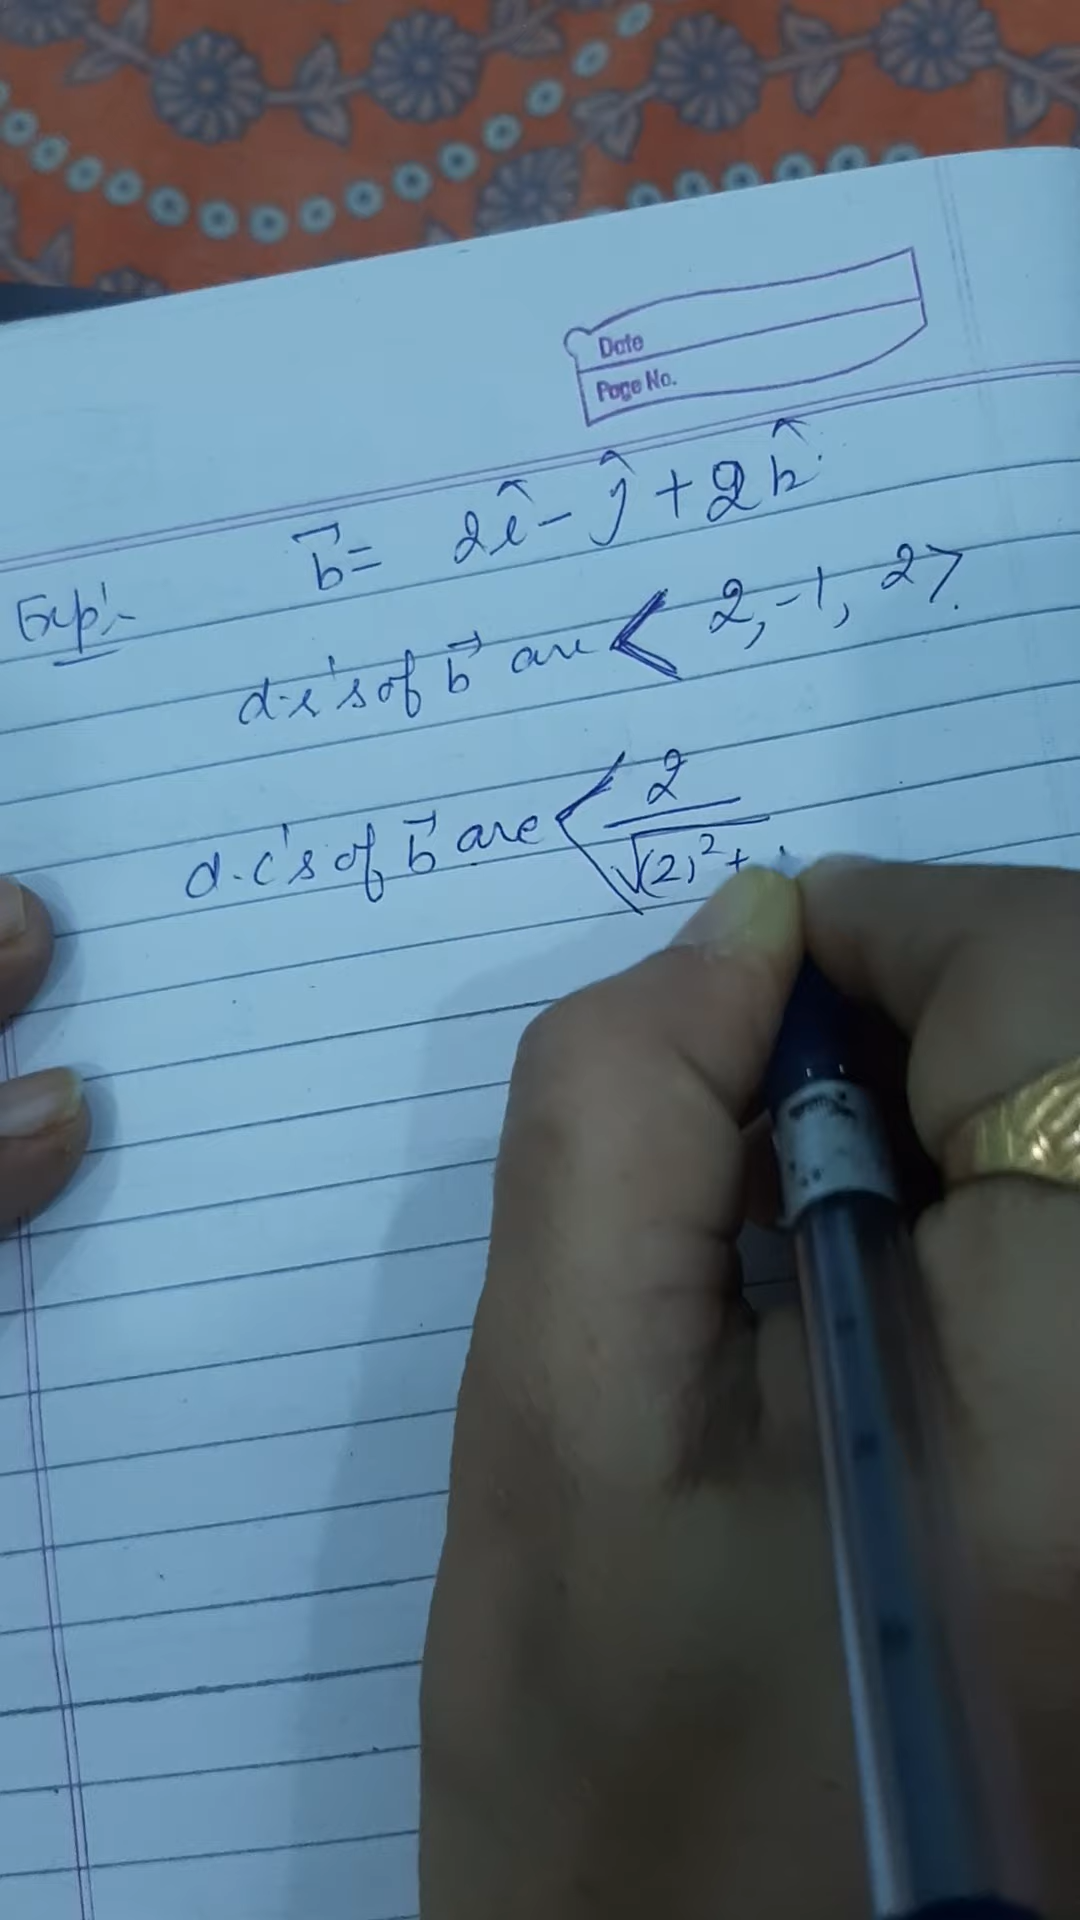 Date
Page No.
Exp:-
b⃗ = 2î - ĵ + 2k̂
d.r's of b⃗ are < 2, -1, 2>.
d.c's of b⃗ are < 2/√(2)² +